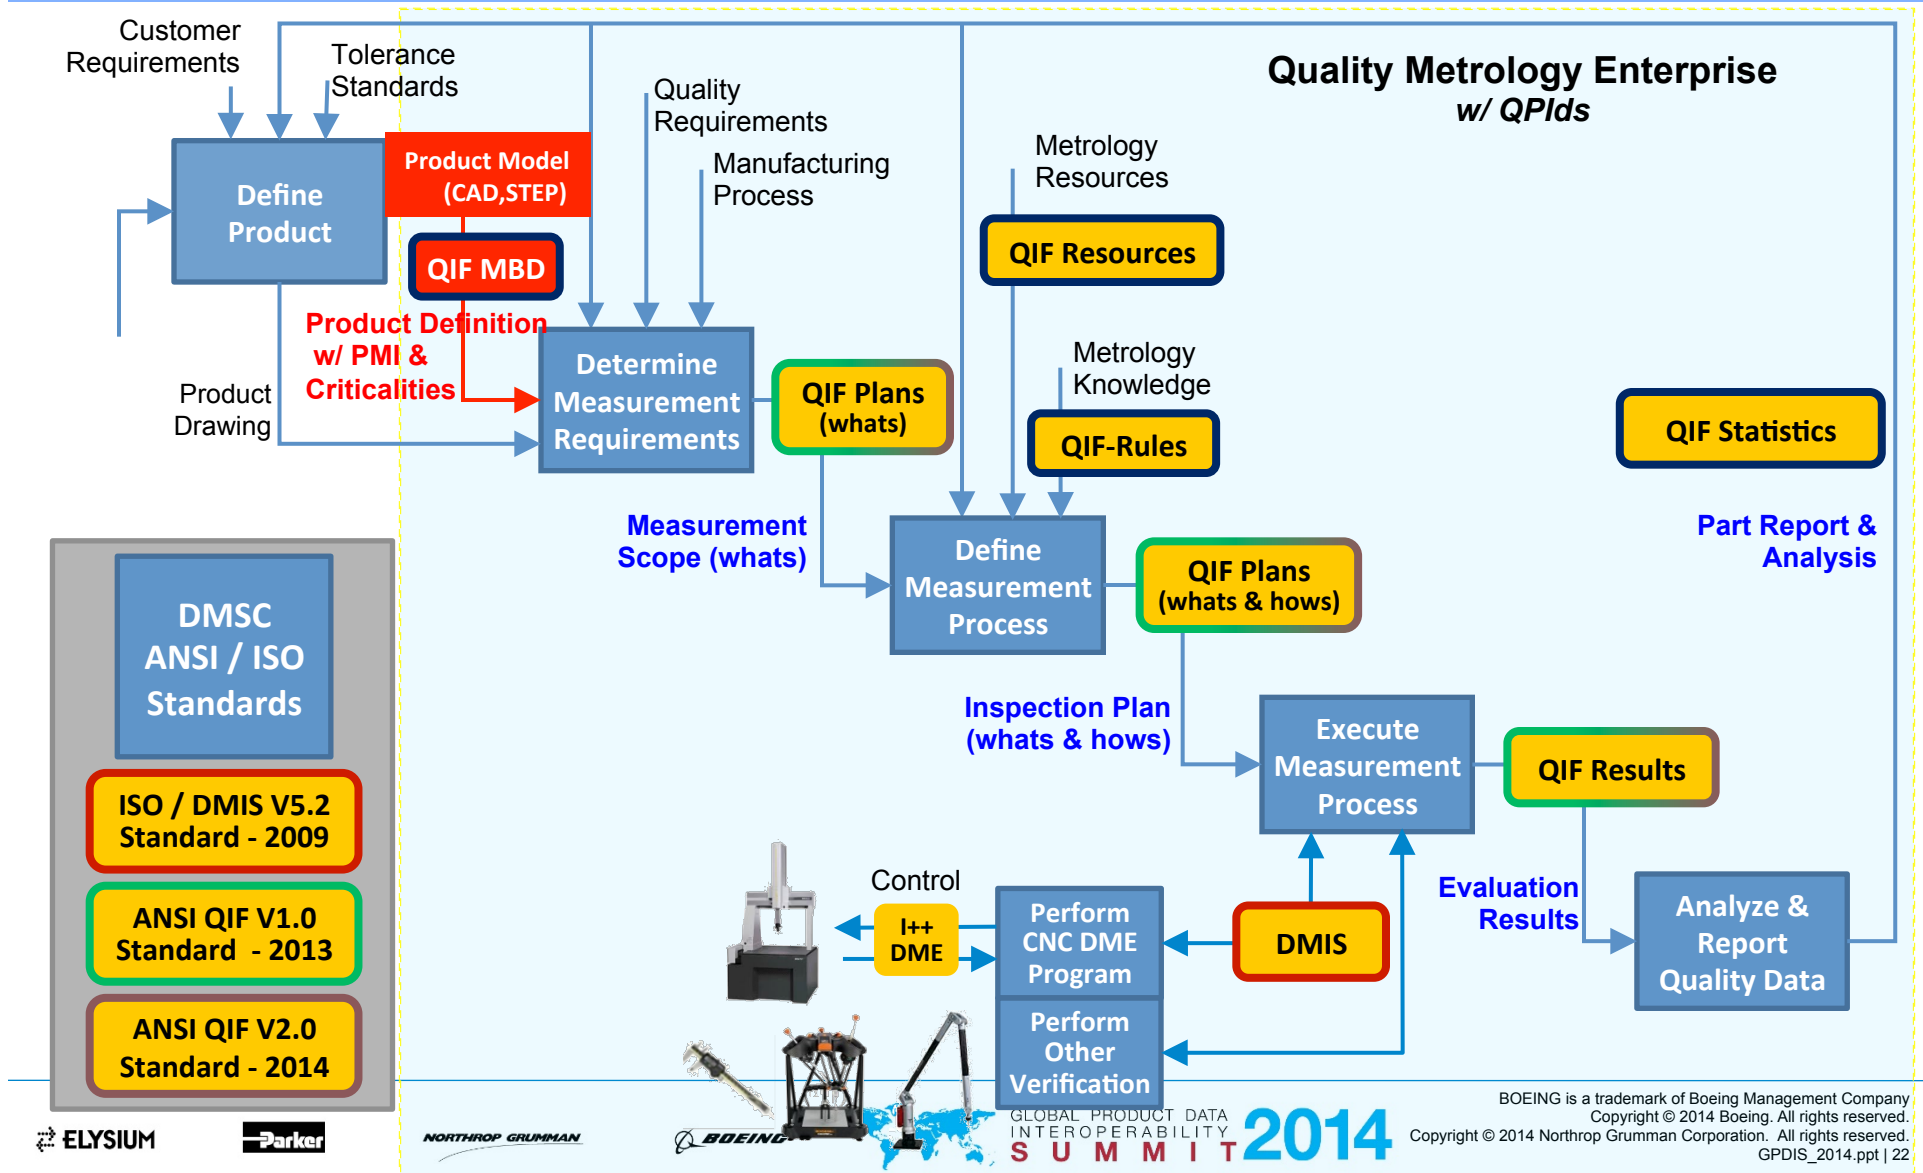 Customer
Requirements
Tolerance
Standards
Quality Metrology Enterprise
w/ QPIds
Quality
Requirements
Manufacturing
Process
Metrology
Resources
Product Model
(CAD,STEP)
Define
Product
QIF MBD
QIF Resources
Product Definition
w/ PMI &
Criticalities
Determine
Measurement
Requirements
Metrology
Knowledge
Product
Drawing
QIF Plans
(whats)
QIF-Rules
QIF Statistics
Measurement
Scope (whats)
Define
Measurement
Process
QIF Plans
(whats & hows)
Part Report &
Analysis
DMSC
ANSI / ISO
Standards
Inspection Plan
(whats & hows)
Execute
Measurement
Process
QIF Results
ISO / DMIS V5.2
Standard - 2009
ANSI QIF V1.0
Standard - 2013
ANSI QIF V2.0
Standard - 2014
Control
I++
DME
Perform
CNC DME
Program
DMIS
Evaluation
Results
Analyze &
Report
Quality Data
Perform
Other
Verification
ELYSIUM
Parker
NORTHROP GRUMMAN
BOEING
GLOBAL PRODUCT DATA
INTEROPERABILITY
SUMMIT
2014
BOEING is a trademark of Boeing Management Company
Copyright © 2014 Boeing. All rights reserved.
Copyright © 2014 Northrop Grumman Corporation. All rights reserved.
GPDIS_2014.ppt | 22